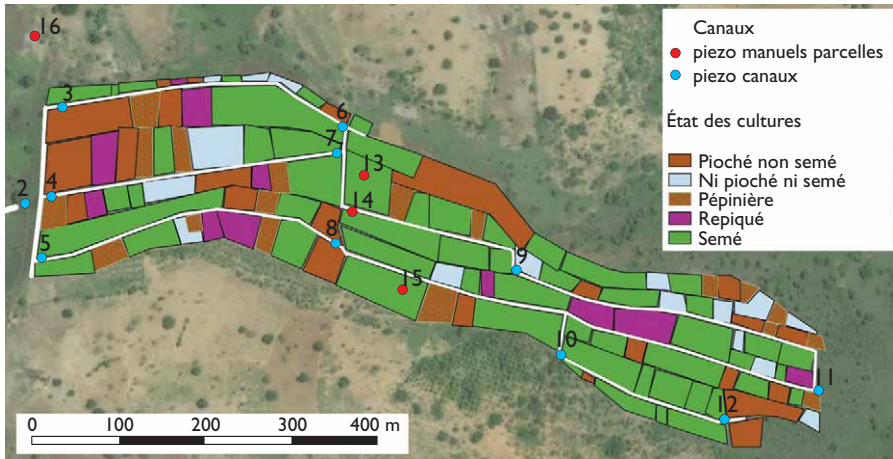 16
Canaux
piezo manuels parcelles
piezo canaux
État des cultures
Pioché non semé
Ni pioché ni semé
Pépinière
Repiqué
Semé
3
6
7
13
2
4
14
5
8
9
15
10
11
12
0 100 200 300 400 m